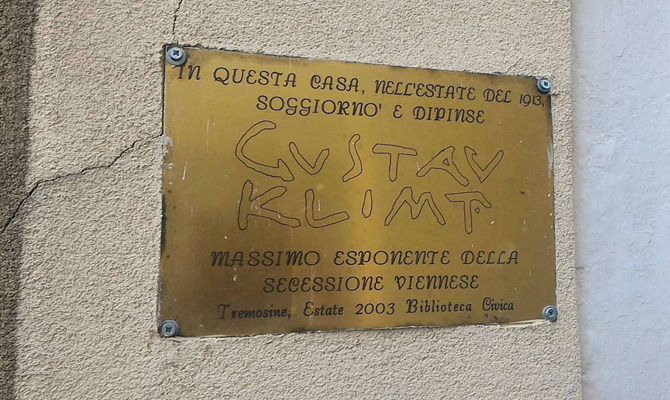 IN QUESTA CASA, NELL'ESTATE DEL 1913,
SOGGIORNO' E DIPINSE
GUSTAV
KLIMT.
MASSIMO ESPONENTE DELLA
SECESSIONE VIENNESE
Tremosine, Estate 2003 Biblioteca Civica